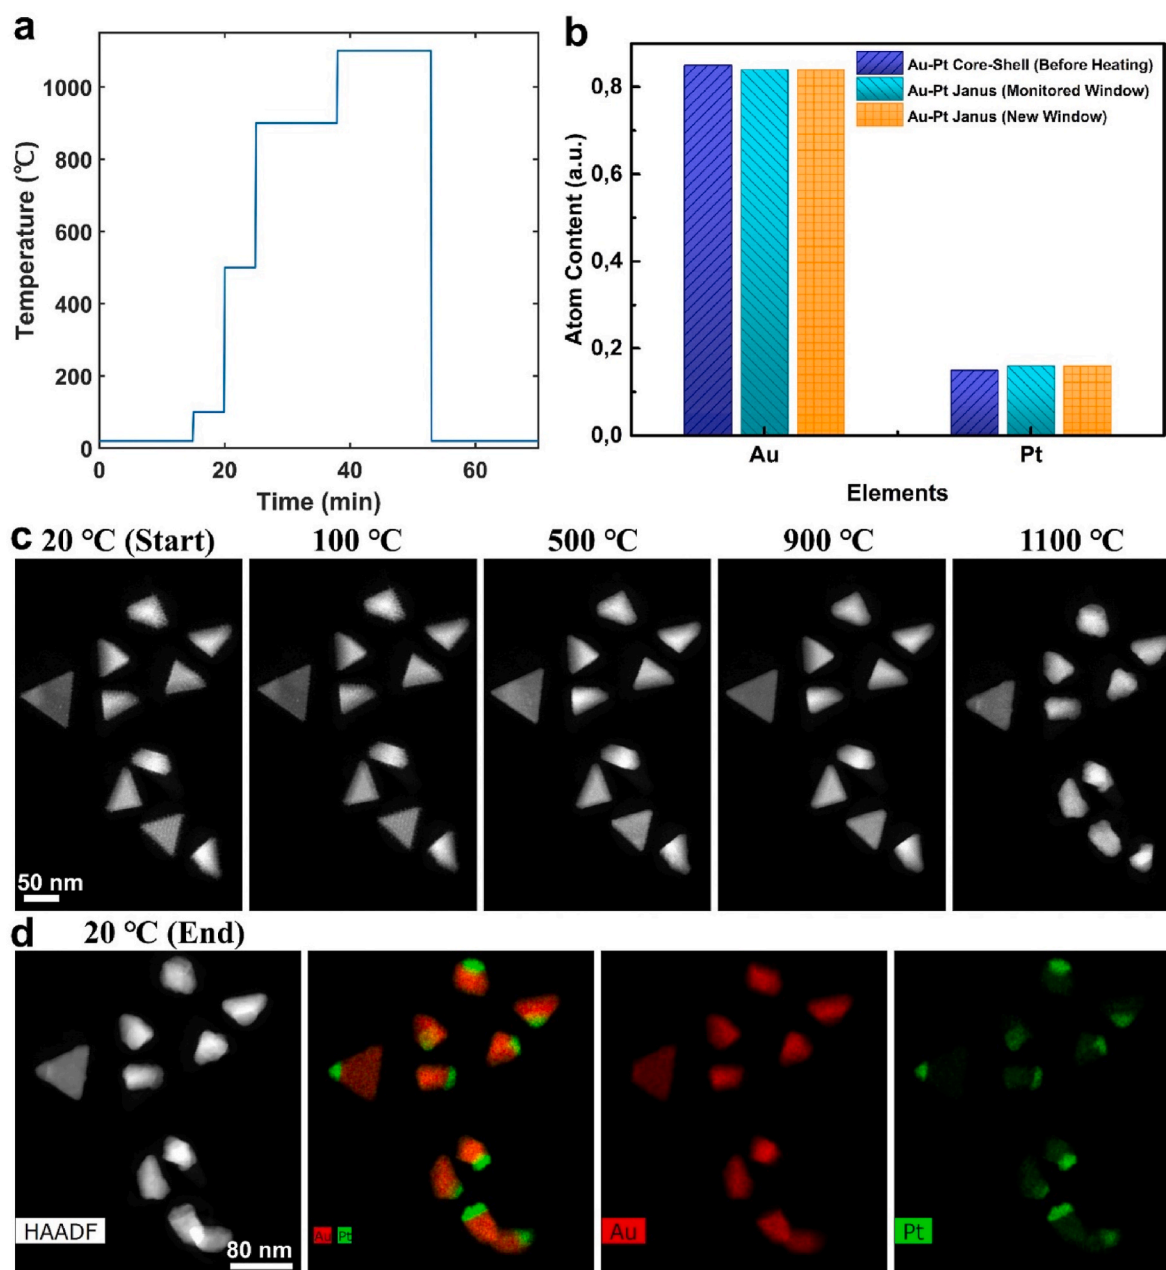 a
1000
800
600
400
200
0
Temperature (℃)
0 20 40 60
Time (min)
b
Au-Pt Core-Shell (Before Heating)
Au-Pt Janus (Monitored Window)
Au-Pt Janus (New Window)
0,8
0,6
0,4
0,2
0,0
Atom Content (a.u.)
Au Pt
Elements
c 20 ℃ (Start) 100 ℃ 500 ℃ 900 ℃ 1100 ℃
50 nm
d 20 ℃ (End)
HAADF 80 nm
Au Pt
Au
Pt